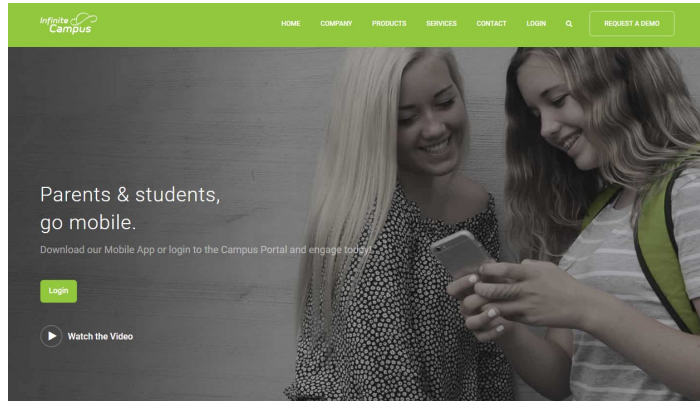 Infinite
Campus
HOME COMPANY PRODUCTS SERVICES CONTACT LOGIN REQUEST A DEMO
Parents & students,
go mobile.
Download our Mobile App or login to the Campus Portal and engage today!
Login
Watch the Video